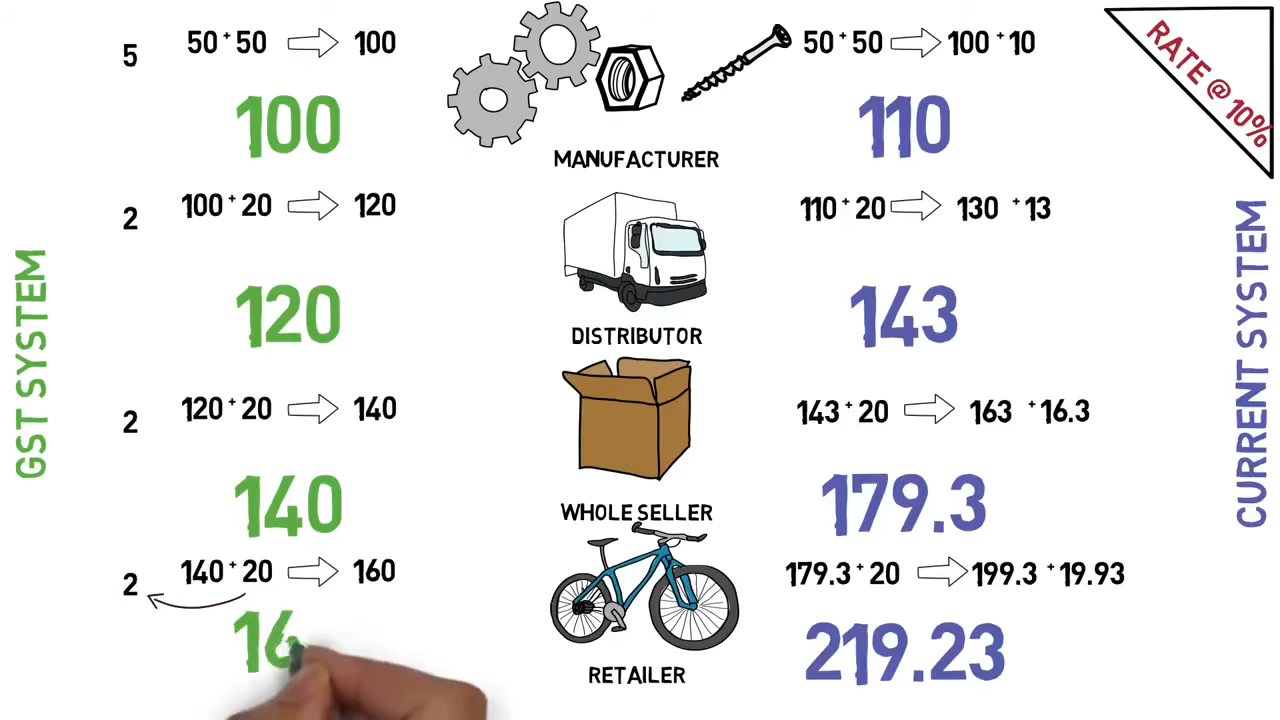 5 50 + 50 100 50 + 50 100 + 10
RATE @ 10%
100 110
MANUFACTURER
2 100 + 20 120 110 + 20 130 + 13
GST SYSTEM
CURRENT SYSTEM
120 143
DISTRIBUTOR
2 120 + 20 140 143 + 20 163 + 16.3
140 179.3
WHOLE SELLER
2 140 + 20 160 179.3 + 20 199.3 + 19.93
16 219.23
RETAILER